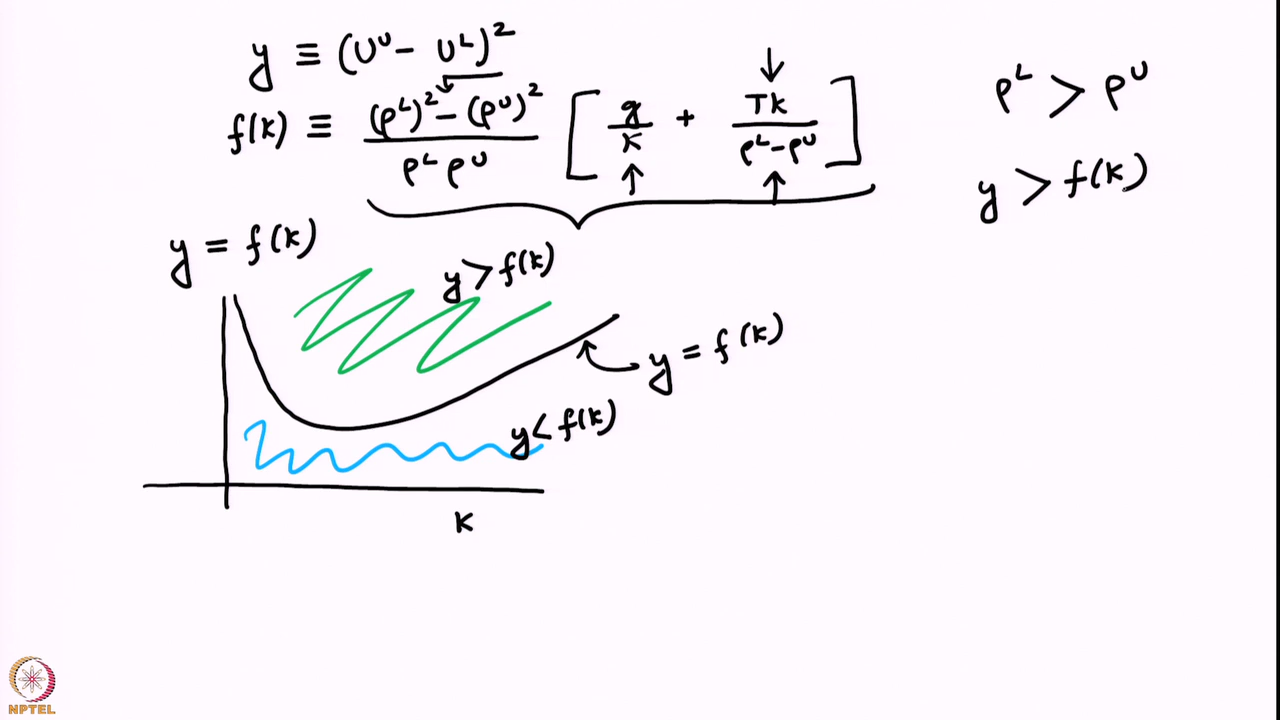 y ≡ (U^U - U^L)^2
f(k) ≡ (ρ^L)^2 - (ρ^U)^2 / ρ^L ρ^U [ g/k + Tk / ρ^L - ρ^U ]
ρ^L > ρ^U
y > f(k)
y = f(k)
y > f(k)
y = f(k)
y < f(k)
k
NPTEL